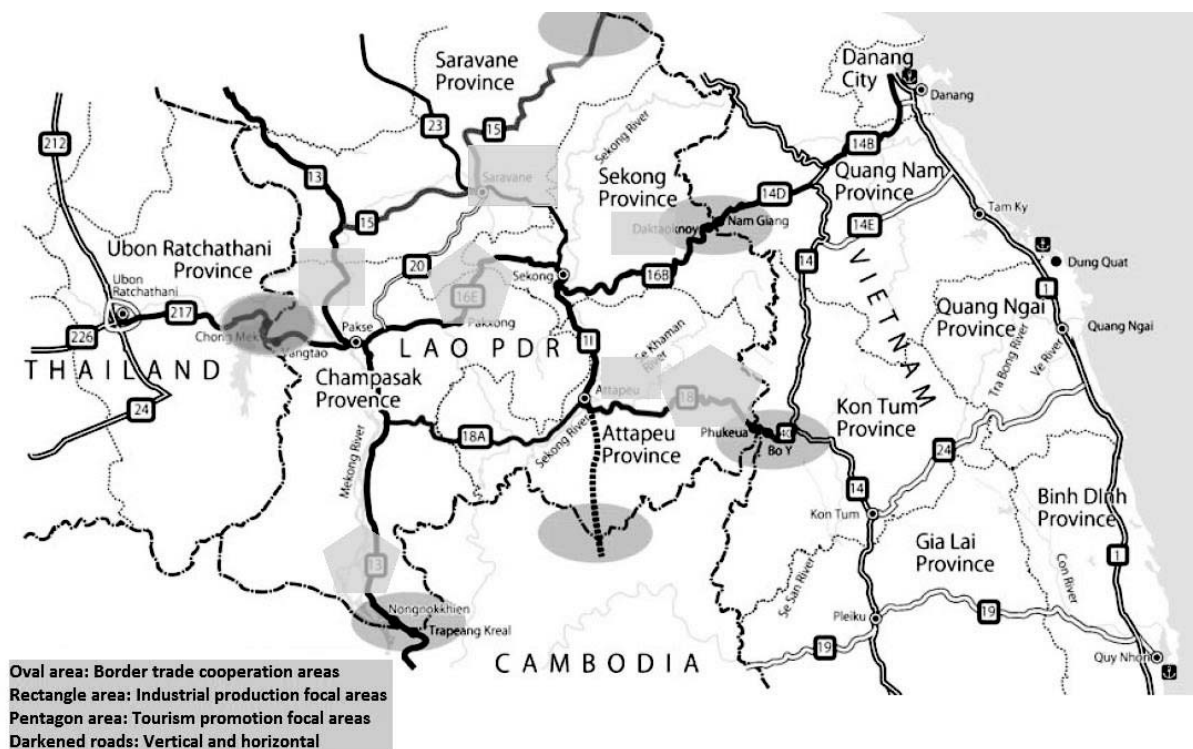 Saravane
Province
Danang
City
Danang
212
23
15
Sekong River
14B
13
Sekong
Province
Quang Nam
Province
Saravane
14D
15
Tam Ky
Nam Giang
14E
Ubon Ratchathani
Province
VIETNAM
20
14
Dung Quat
Sekong
16B
Ubon
Ratchathani
16E
1
217
Quang Ngai
Province
Pakse
Quang Ngai
226
LAO PDR
Tra Bong River
Ve River
THAILAND
Champasak
Provence
Attapeu
24
18
Kon Tum
Province
Mekong River
18A
Sekong River
Attapeu
Province
Phukeua
Bo Y
24
14
Binh DInh
Province
Kon Tum
Gia Lai
Province
1
13
Se San River
Con River
Nongnokkhien
Trapeang Kreal
Pleiku
19
19
CAMBODIA
Quy Nhon
Oval area: Border trade cooperation areas
Rectangle area: Industrial production focal areas
Pentagon area: Tourism promotion focal areas
Darkened roads: Vertical and horizontal